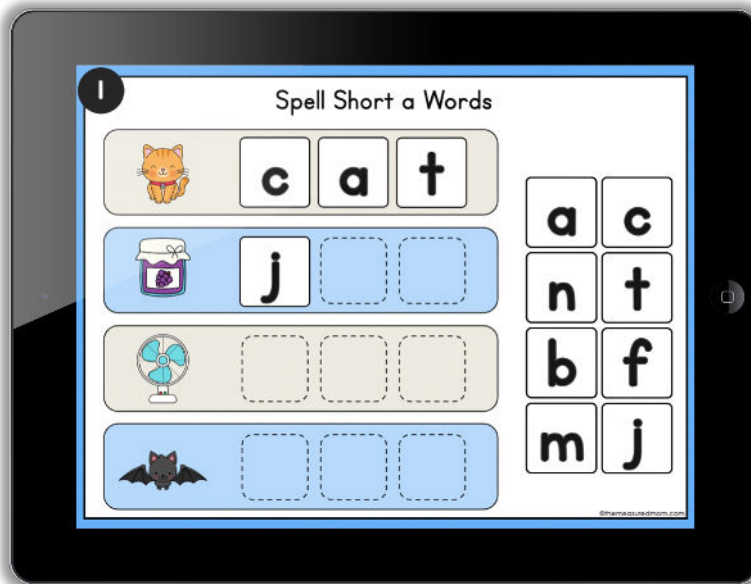 1
Spell Short a Words
c a t
j
a c
n t
b f
m j
©themeasuredmom.com